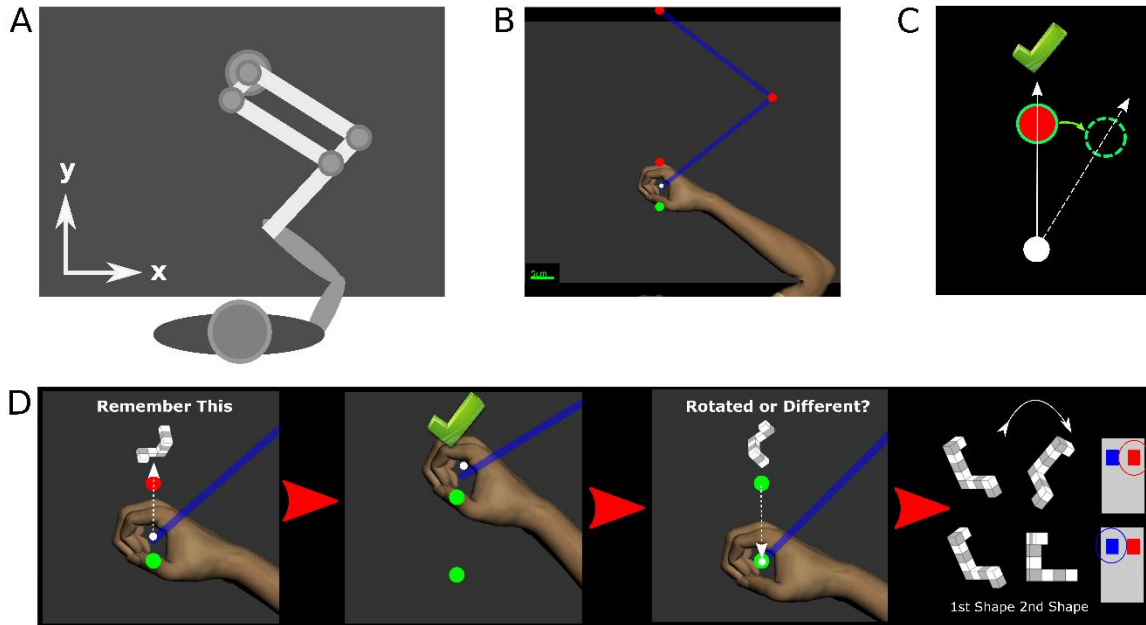 A
y
x
B
5cm
C
D
Remember This
Rotated or Different?
1st Shape 2nd Shape